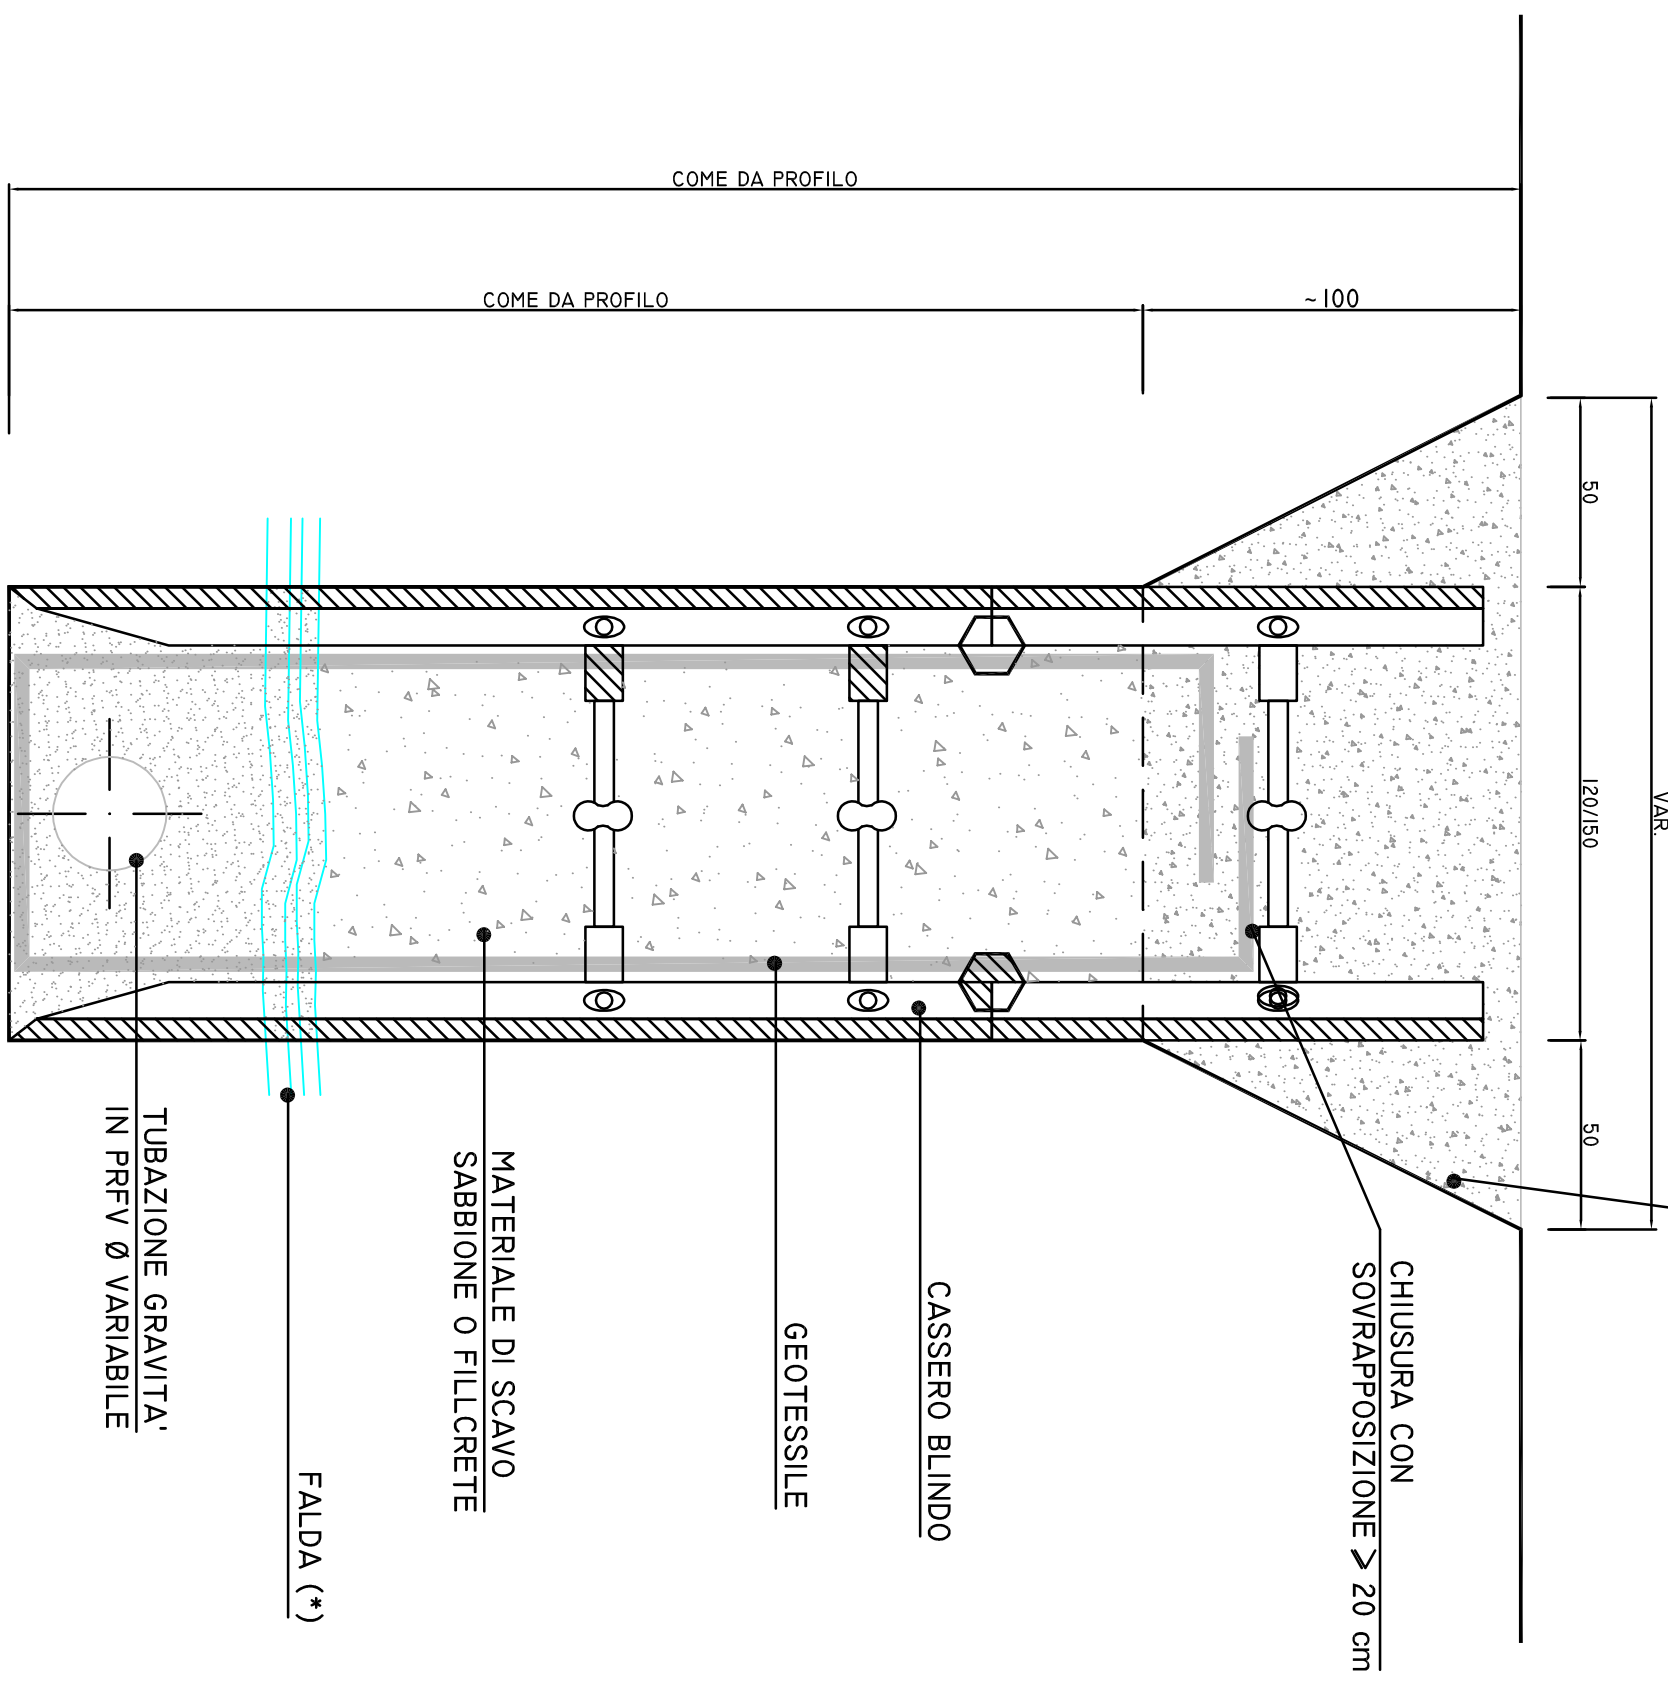 COME DA PROFILO
COME DA PROFILO
~100
VAR.
50
120/150
50
CHIUSURA CON
SOVRAPPOSIZIONE ⩾ 20 cm
CASSERO BLINDO
GEOTESSILE
MATERIALE DI SCAVO
SABBIONE O FILLCRETE
FALDA (*)
TUBAZIONE GRAVITA'
IN PRFV Ø VARIABILE